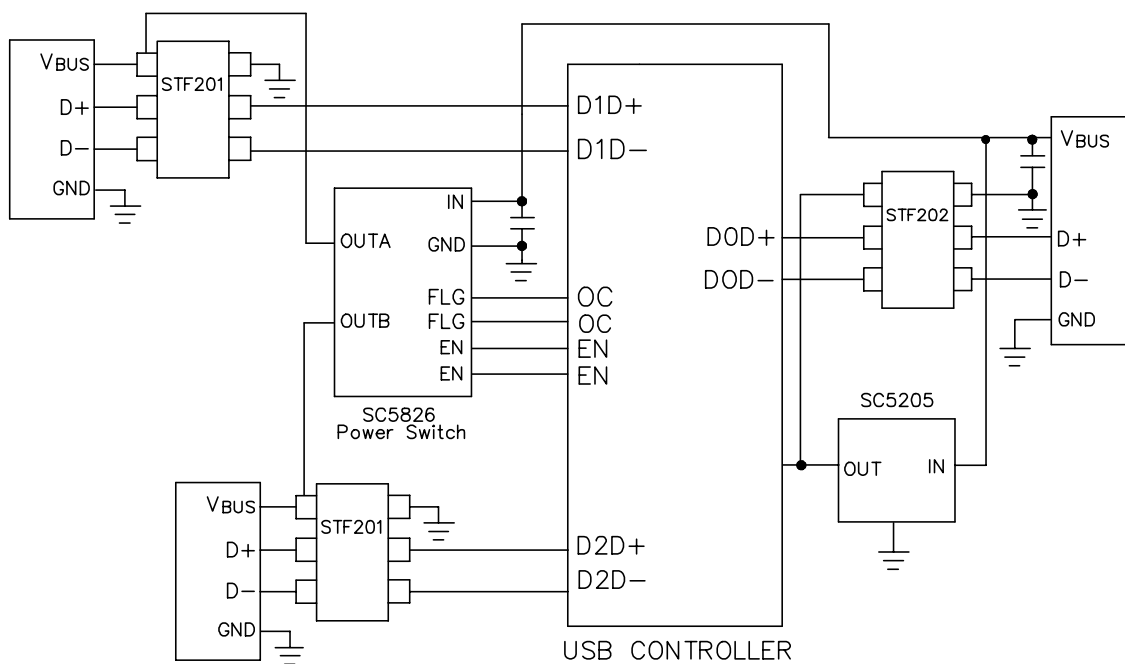 VBUS
D+
D-
GND
STF201
D1D+
D1D-
IN
GND
OUTA
OUTB
FLG
FLG
EN
EN
SC5826
Power Switch
OC
OC
EN
EN
DOD+
DOD-
STF202
VBUS
D+
D-
GND
SC5205
OUT
IN
VBUS
D+
D-
GND
STF201
D2D+
D2D-
USB CONTROLLER